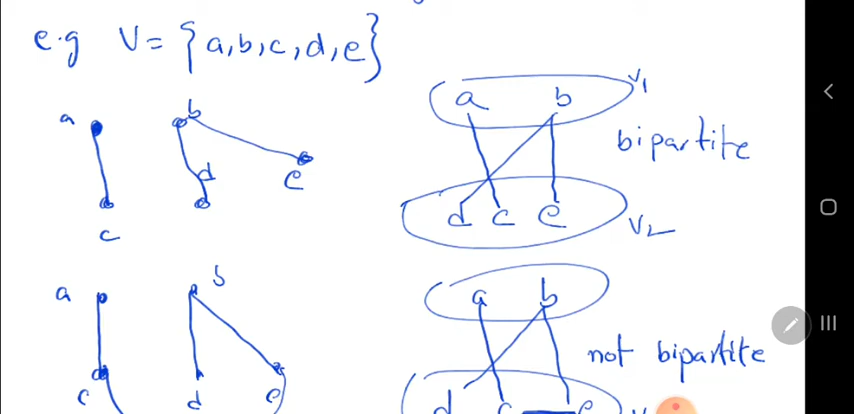 e.g V = {a,b,c,d,e}
a b
d e
c
a b V1
bipartite
d c e V2
a b
c d e
a b
not bipartite
d c e V